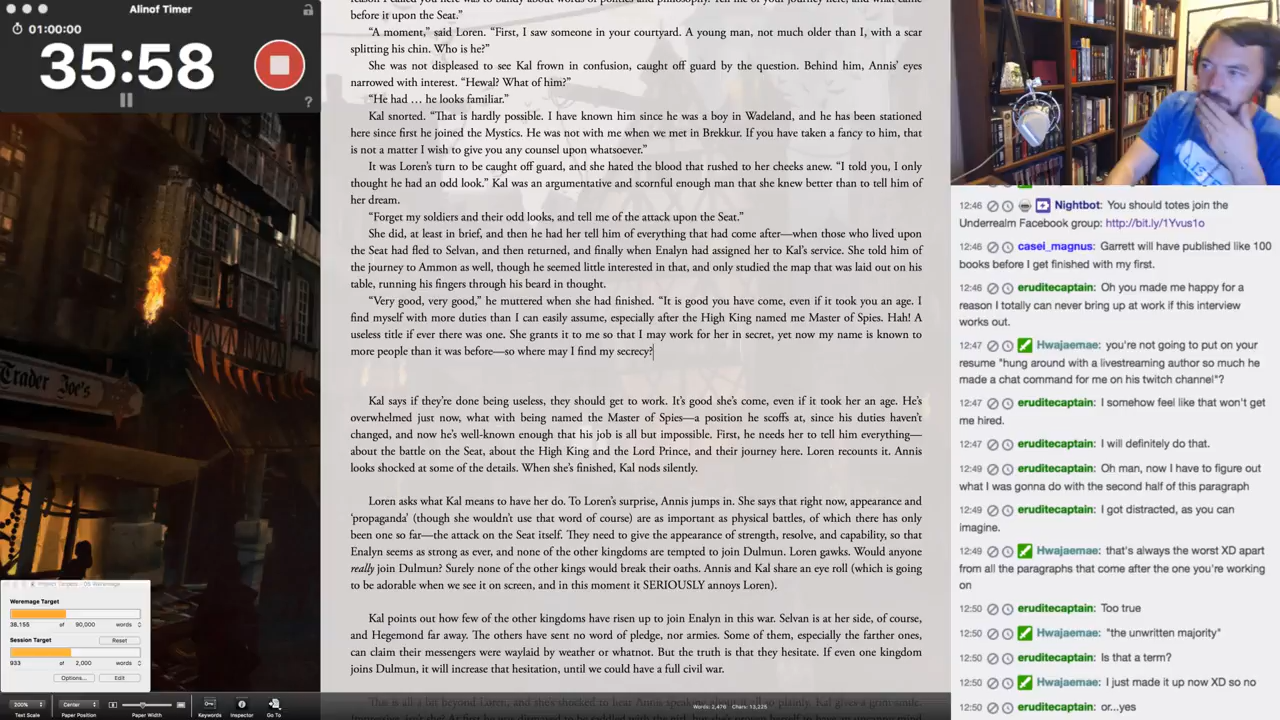 Alinof Timer
01:00:00
35:58
?
Trader Joe's
Weremage Target
38,155 of 90,000 words
Session Target Reset
933 of 2,000 words
Options... Edit
200% Center
Text Scale Paper Position Paper Width Keywords Inspector Go To
before it upon the Seat.”
“A moment,” said Loren. “First, I saw someone in your courtyard. A young man, not much older than I, with a scar
splitting his chin. Who is he?”
She was not displeased to see Kal frown in confusion, caught off guard by the question. Behind him, Annis’ eyes
narrowed with interest. “Hewal? What of him?”
“He had … he looks familiar.”
Kal snorted. “That is hardly possible. I have known him since he was a boy in Wadeland, and he has been stationed
here since first he joined the Mystics. He was not with me when we met in Brekkur. If you have taken a fancy to him, that
is not a matter I wish to give you any counsel upon whatsoever.”
It was Loren’s turn to be caught off guard, and she hated the blood that rushed to her cheeks anew. “I told you, I only
thought he had an odd look.” Kal was an argumentative and scornful enough man that she knew better than to tell him of
her dream.
“Forget my soldiers and their odd looks, and tell me of the attack upon the Seat.”
She did, at least in brief, and then he had her tell him of everything that had come after—when those who lived upon
the Seat had fled to Selvan, and then returned, and finally when Enalyn had assigned her to Kal’s service. She told him of
the journey to Ammon as well, though he seemed little interested in that, and only studied the map that was laid out on his
table, running his fingers through his beard in thought.
“Very good, very good,” he muttered when she had finished. “It is good you have come, even if it took you an age. I
find myself with more duties than I can easily assume, especially after the High King named me Master of Spies. Hah! A
useless title if ever there was one. She grants it to me so that I may work for her in secret, yet now my name is known to
more people than it was before—so where may I find my secrecy?
Kal says if they’re done being useless, they should get to work. It’s good she’s come, even if it took her an age. He’s
overwhelmed just now, what with being named the Master of Spies—a position he scoffs at, since his duties haven’t
changed, and now he’s well-known enough that his job is all but impossible. First, he needs her to tell him everything—
about the battle on the Seat, about the High King and the Lord Prince, and their journey here. Loren recounts it. Annis
looks shocked at some of the details. When she’s finished, Kal nods silently.
Loren asks what Kal means to have her do. To Loren’s surprise, Annis jumps in. She says that right now, appearance and
‘propaganda’ (though she wouldn’t use that word of course) are as important as physical battles, of which there has only
been one so far—the attack on the Seat itself. They need to give the appearance of strength, resolve, and capability, so that
Enalyn seems as strong as ever, and none of the other kingdoms are tempted to join Dulmun. Loren gawks. Would anyone
really join Dulmun? Surely none of the other kings would break their oaths. Annis and Kal share an eye roll (which is going
to be adorable when we see it on screen, and in this moment it SERIOUSLY annoys Loren).
Kal points out how few of the other kingdoms have risen up to join Enalyn in this war. Selvan is at her side, of course,
and Hegemond far away. The others have sent no word of pledge, nor armies. Some of them, especially the farther ones,
can claim their messengers were waylaid by weather or whatnot. But the truth is that they hesitate. If even one kingdom
joins Dulmun, it will increase that hesitation, until we could have a full civil war.
12:46 Nightbot: You should totes join the
Underrealm Facebook group: http://bit.ly/1Yvus1o
12:46 casei_magnus: Garrett will have published like 100
books before I get finished with my first.
12:46 eruditecaptain: Oh you made me happy for a
reason I totally can never bring up at work if this interview
works out.
12:47 Hwajaemae: you're not going to put on your
resume "hung around with a livestreaming author so much he
made a chat command for me on his twitch channel"?
12:47 eruditecaptain: I somehow feel like that won't get
me hired.
12:47 eruditecaptain: I will definitely do that.
12:49 eruditecaptain: Oh man, now I have to figure out
what I was gonna do with the second half of this paragraph
12:49 eruditecaptain: I got distracted, as you can
imagine.
12:49 Hwajaemae: that's always the worst XD apart
from all the paragraphs that come after the one you're working
on
12:50 eruditecaptain: Too true
12:50 Hwajaemae: "the unwritten majority"
12:50 eruditecaptain: Is that a term?
12:50 Hwajaemae: I just made it up now XD so no
12:50 eruditecaptain: or...yes